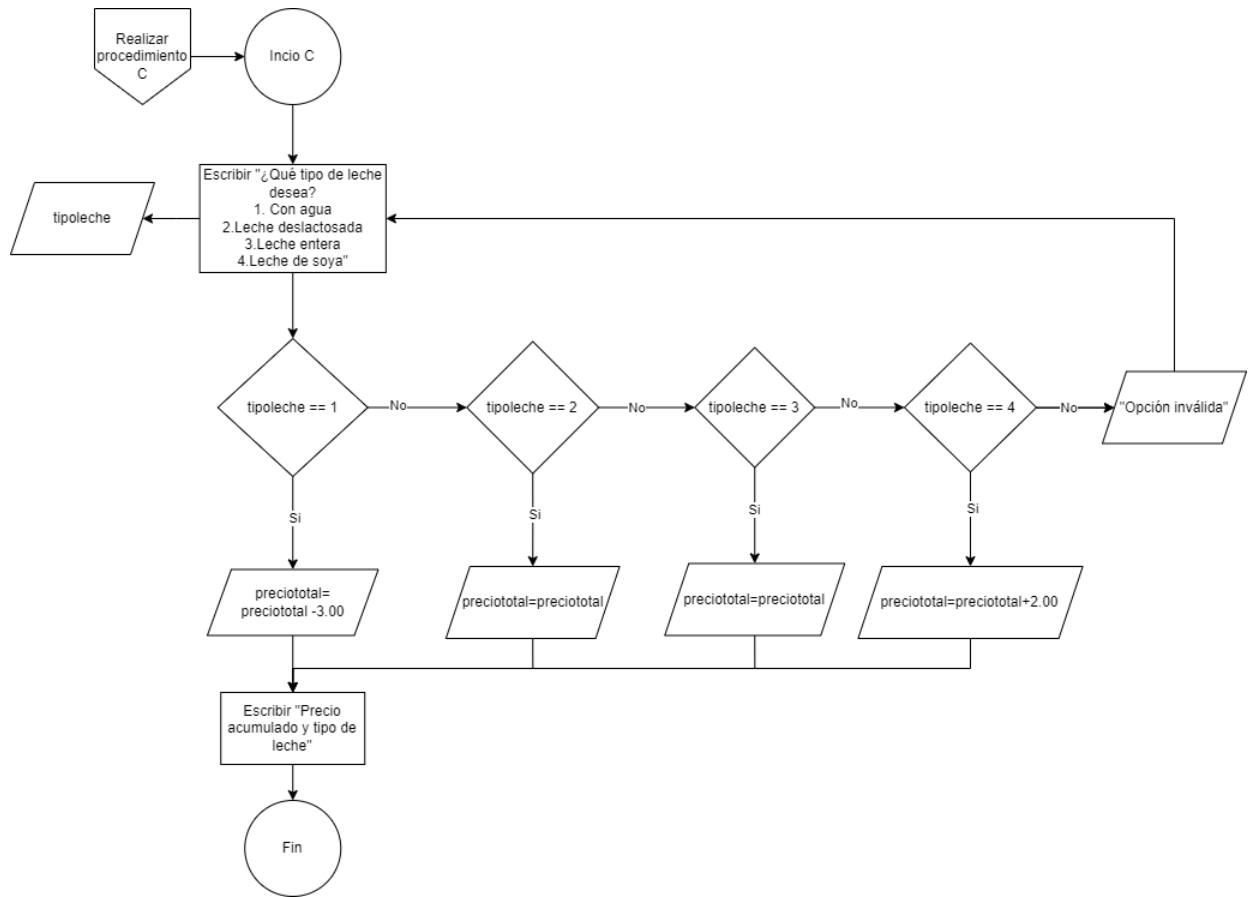 Realizar
procedimiento
C
Incio C
Escribir "¿Qué tipo de leche
desea?
1. Con agua
2.Leche deslactosada
3.Leche entera
4.Leche de soya"
tipoleche
tipoleche == 1
No
tipoleche == 2
No
tipoleche == 3
No
tipoleche == 4
No
"Opción inválida"
Si
Si
Si
Si
preciototal=
preciototal -3.00
preciototal=preciototal
preciototal=preciototal
preciototal=preciototal+2.00
Escribir "Precio
acumulado y tipo de
leche"
Fin